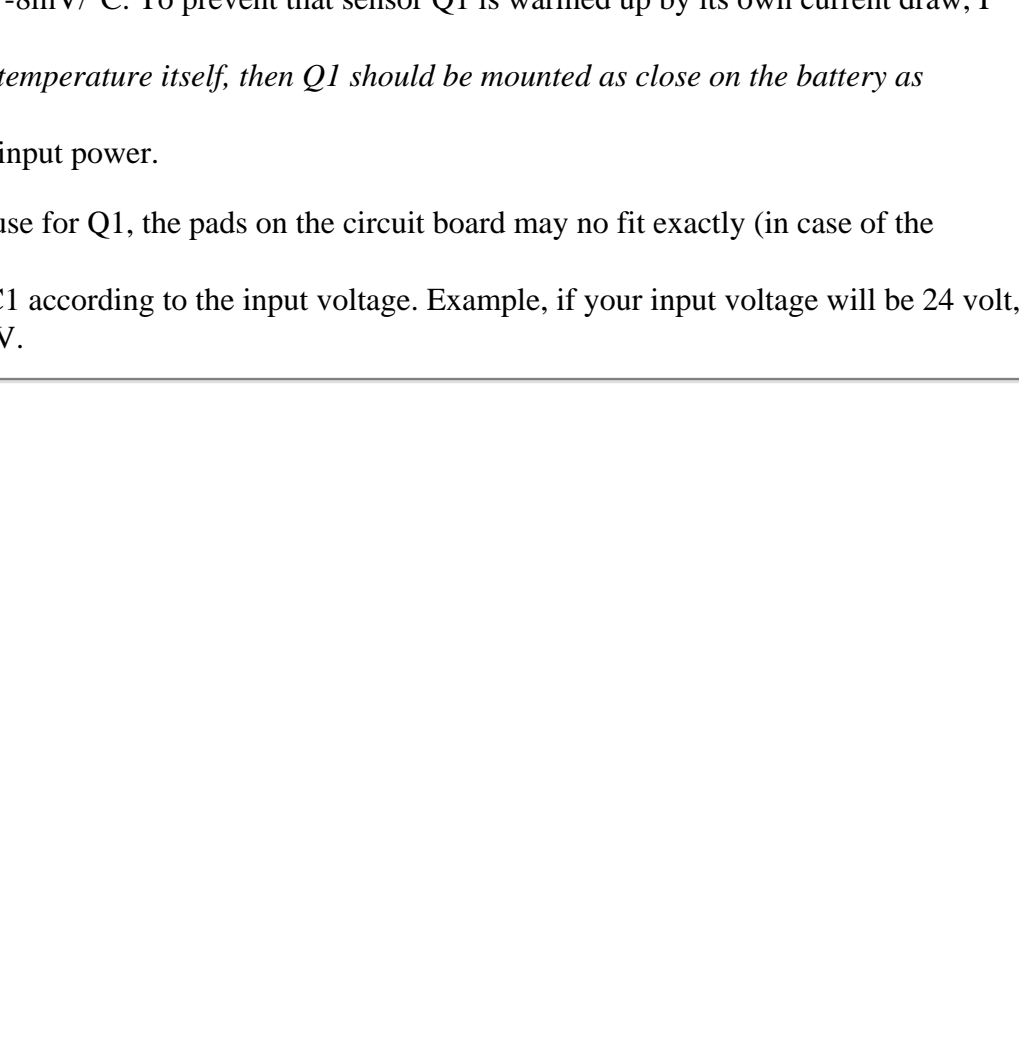 -8mV/°C. To prevent that sensor Q1 is warmed up by its own current draw, I
temperature itself, then Q1 should be mounted as close on the battery as
input power.
use for Q1, the pads on the circuit board may no fit exactly (in case of the
C1 according to the input voltage. Example, if your input voltage will be 24 volt,
V.